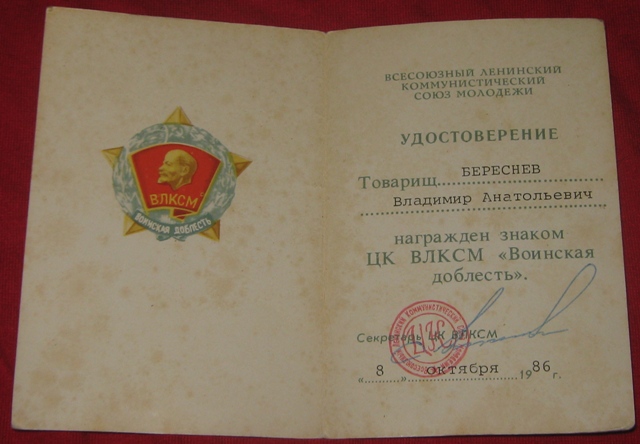 ВЛКСМ
ВОИНСКАЯ ДОБЛЕСТЬ
ВСЕСОЮЗНЫЙ ЛЕНИНСКИЙ
КОММУНИСТИЧЕСКИЙ
СОЮЗ МОЛОДЕЖИ
УДОСТОВЕРЕНИЕ
Товарищ БЕРЕСНЕВ
Владимир Анатольевич
награжден знаком
ЦК ВЛКСМ «Воинская
доблесть».
Секретарь ЦК ВЛКСМ
« 8 » октября 1986 г.